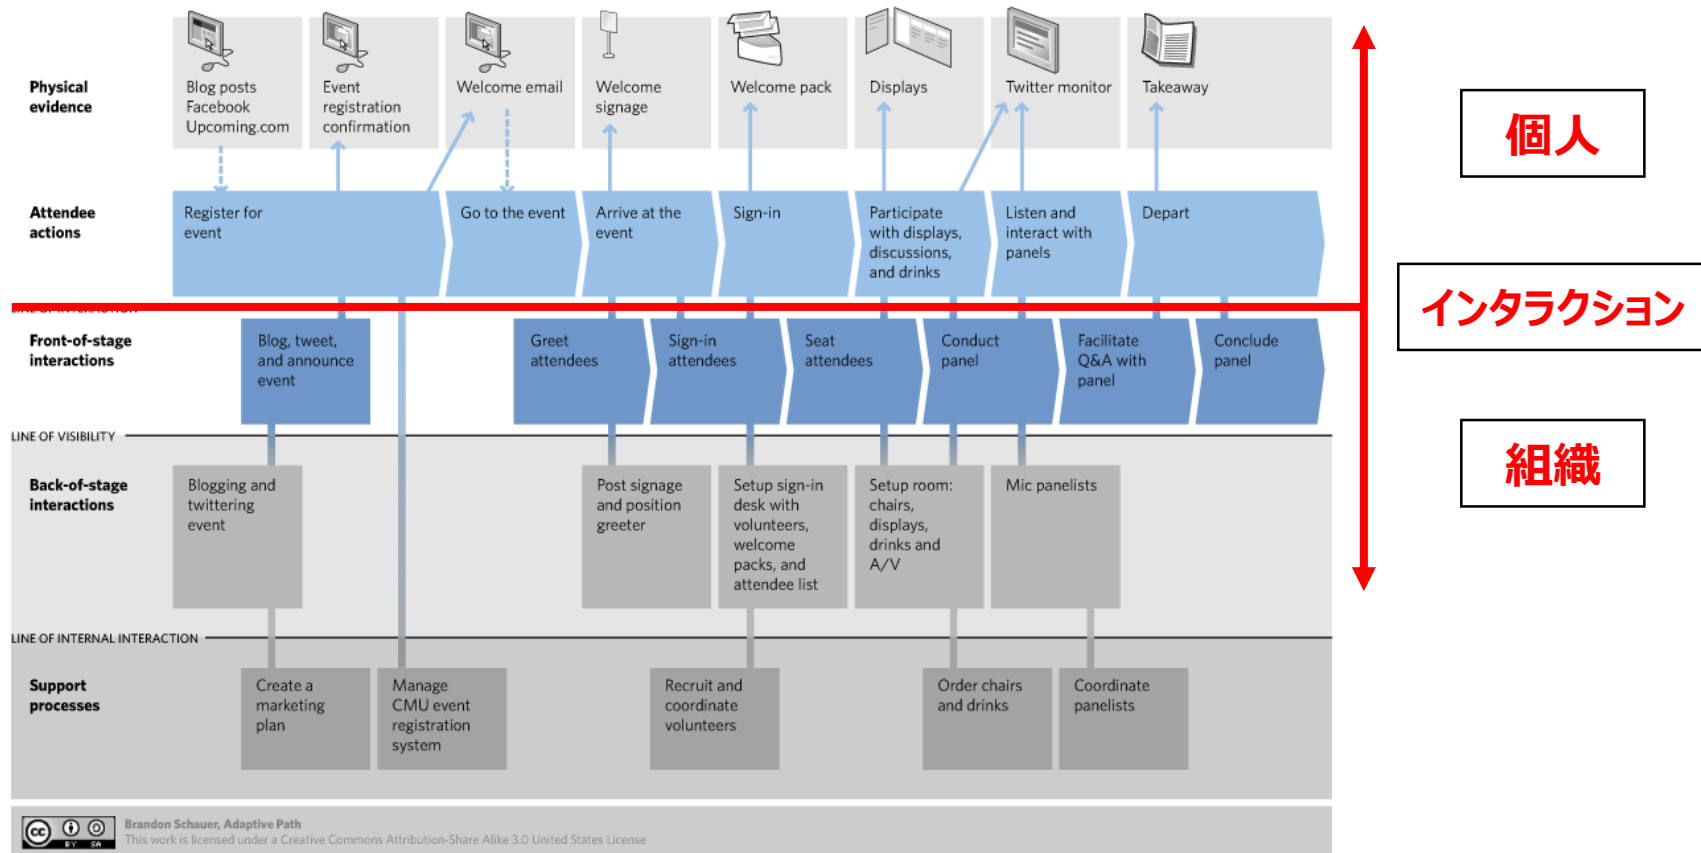 Physical
evidence
Blog posts
Facebook
Upcoming.com
Event
registration
confirmation
Welcome email
Welcome
signage
Welcome pack
Displays
Twitter monitor
Takeaway
個人
Attendee
actions
Register for
event
Go to the event
Arrive at the
event
Sign-in
Participate
with displays,
discussions,
and drinks
Listen and
interact with
panels
Depart
インタラクション
LINE OF INTERACTION
Front-of-stage
interactions
Blog, tweet,
and announce
event
Greet
attendees
Sign-in
attendees
Seat
attendees
Conduct
panel
Facilitate
Q&A with
panel
Conclude
panel
LINE OF VISIBILITY
組織
Back-of-stage
interactions
Blogging and
twittering
event
Post signage
and position
greeter
Setup sign-in
desk with
volunteers,
welcome
packs, and
attendee list
Setup room:
chairs,
displays,
drinks and
A/V
Mic panelists
LINE OF INTERNAL INTERACTION
Support
processes
Create a
marketing
plan
Manage
CMU event
registration
system
Recruit and
coordinate
volunteers
Order chairs
and drinks
Coordinate
panelists
cc
BY SA
Brandon Schauer, Adaptive Path
This work is licensed under a Creative Commons Attribution-Share Alike 3.0 United States License